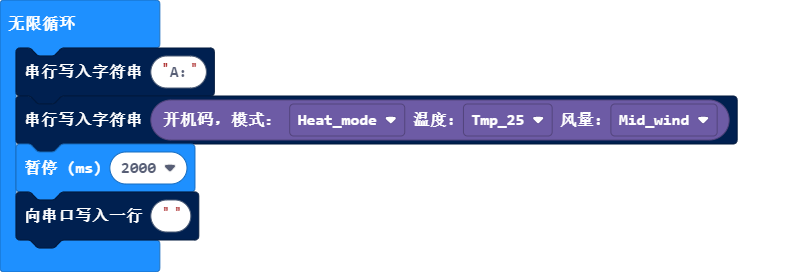 无限循环
串行写入字符串 "A:"
串行写入字符串 开机码，模式： Heat_mode 温度： Tmp_25 风量： Mid_wind
暂停 (ms) 2000
向串口写入一行 " "